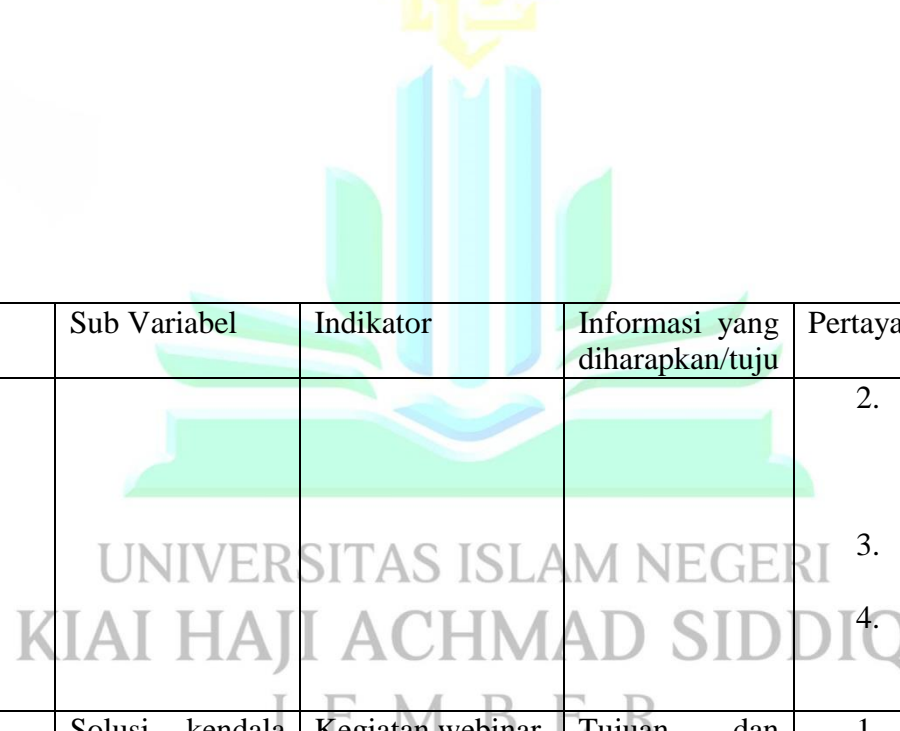 Sub Variabel Indikator Informasi yang Pertaya
diharapkan/tuju
2.
3.
4.
UNIVERSITAS ISLAM NEGERI
KIAI HAJI ACHMAD SIDDIQ
J E M B E R
Solusi kendala Kegiatan webinar Tujuan dan 1.